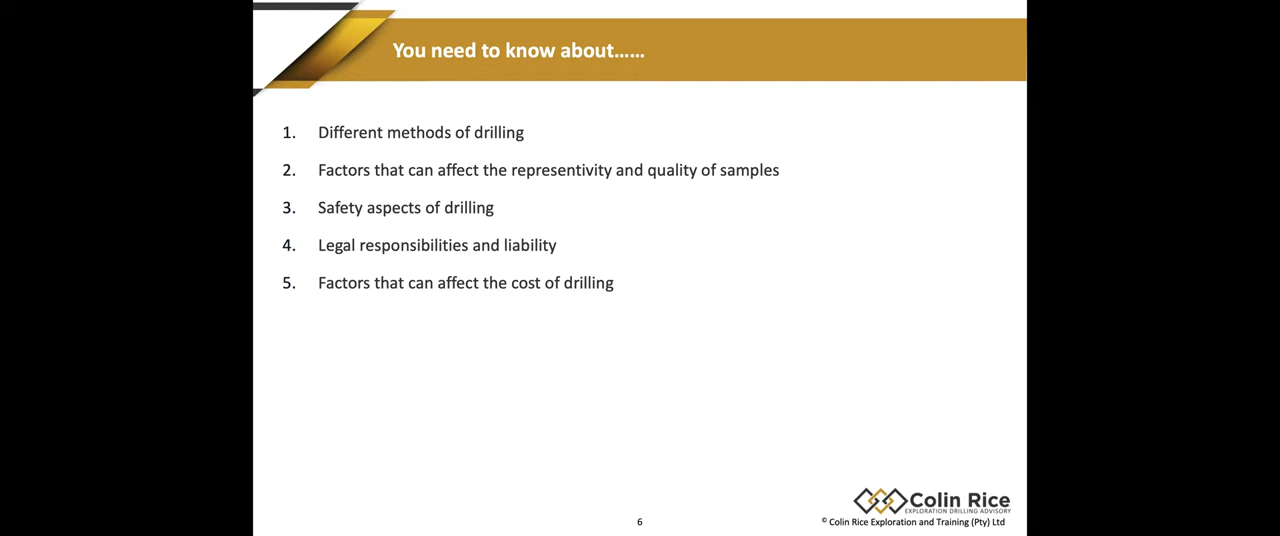 You need to know about……
1. Different methods of drilling
2. Factors that can affect the representivity and quality of samples
3. Safety aspects of drilling
4. Legal responsibilities and liability
5. Factors that can affect the cost of drilling
Colin Rice
EXPLORATION DRILLING ADVISORY
6
© Colin Rice Exploration and Training (Pty) Ltd